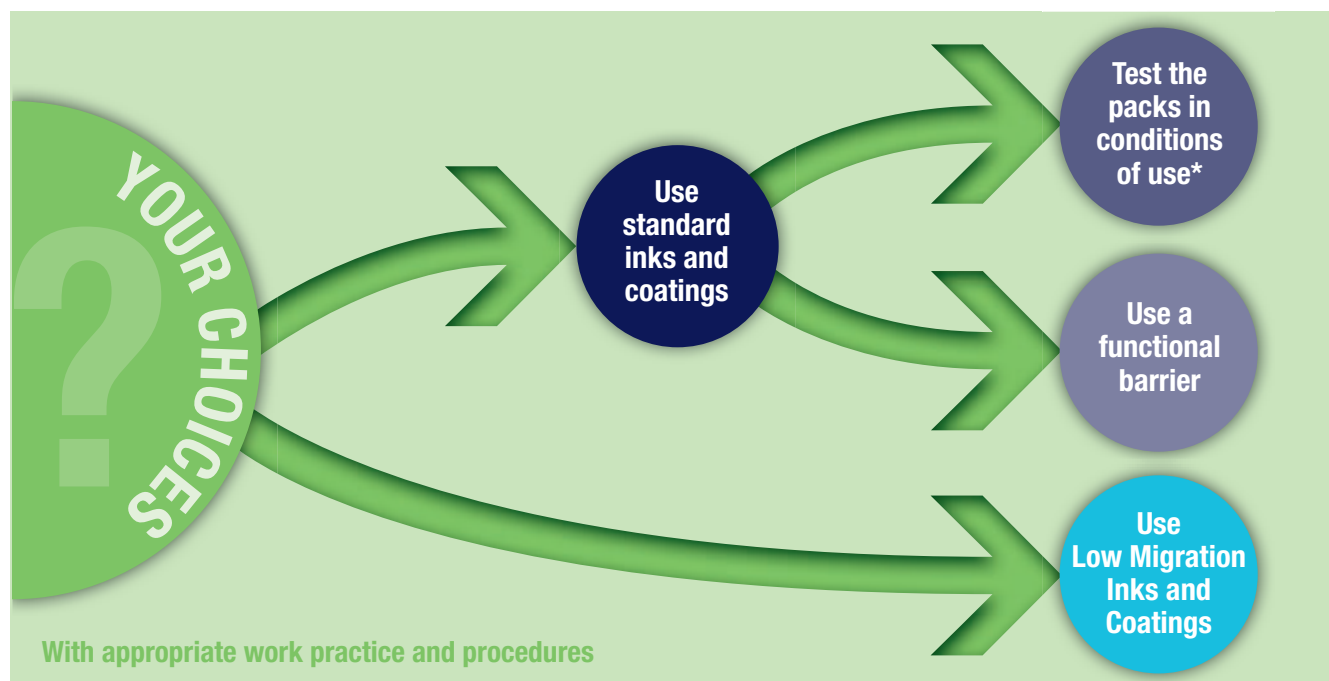 ?
YOUR CHOICES
Use
standard
inks and
coatings
Test the
packs in
conditions
of use*
Use a
functional
barrier
Use
Low Migration
Inks and
Coatings
With appropriate work practice and procedures